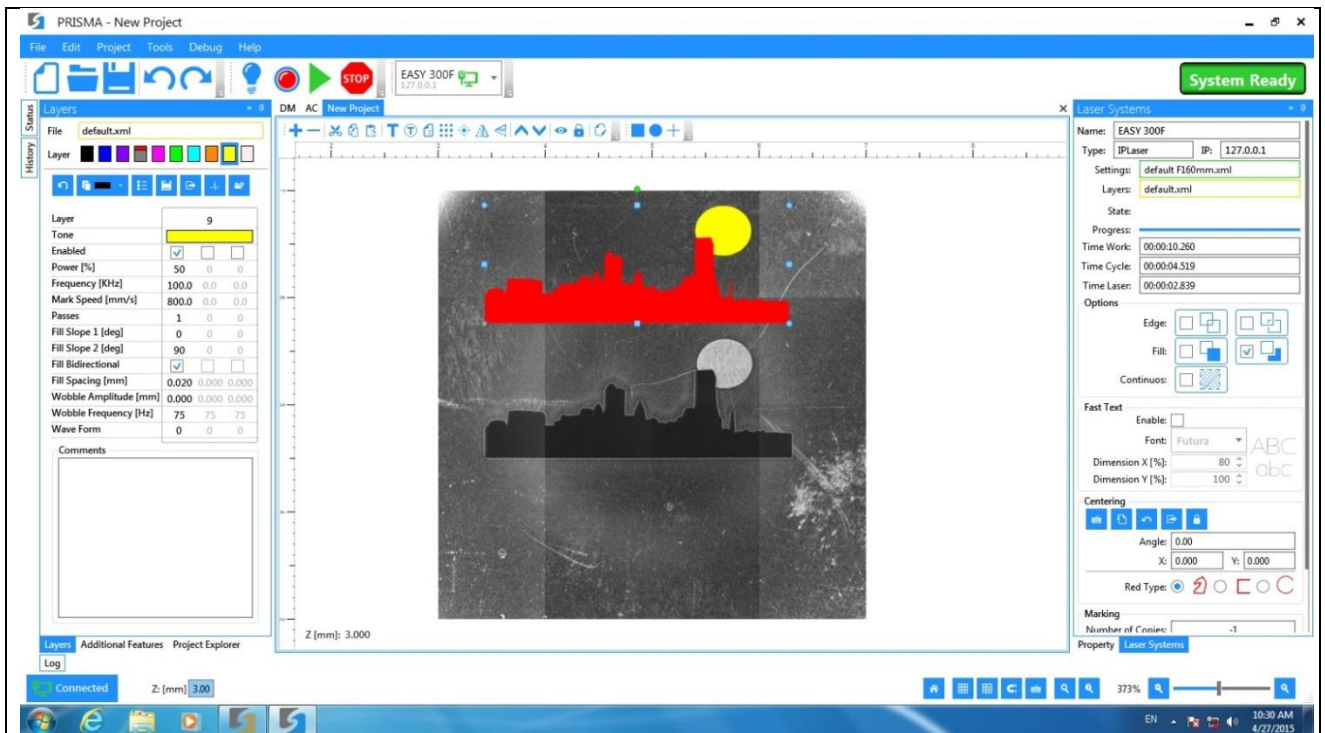 PRISMA - New Project
File Edit Project Tools Debug Help
STOP
EASY 300F
127.0.0.1
System Ready
Status
History
Layers
File default.xml
Layer
Layer 9
Tone
Enabled
Power [%] 50 0 0
Frequency [KHz] 100.0 0.0 0.0
Mark Speed [mm/s] 800.0 0.0 0.0
Passes 1 0 0
Fill Slope 1 [deg] 0 0 0
Fill Slope 2 [deg] 90 0 0
Fill Bidirectional
Fill Spacing [mm] 0.020 0.000 0.000
Wobble Amplitude [mm] 0.000 0.000 0.000
Wobble Frequency [Hz] 75 75 75
Wave Form 0 0 0
Comments
Layers Additional Features Project Explorer
Log
Connected Z: [mm] 3.00
DM AC New Project
Z [mm]: 3.000
Laser Systems
Name: EASY 300F
Type: IPLaser IP: 127.0.0.1
Settings: default F160mm.xml
Layers: default.xml
State:
Progress:
Time Work: 00:00:10.260
Time Cycle: 00:00:04.519
Time Laser: 00:00:02.839
Options
Edge:
Fill:
Continuos:
Fast Text
Enable:
Font: Futura
ABC
abc
Dimension X [%]: 80
Dimension Y [%]: 100
Centering
Angle: 0.00
X: 0.000 Y: 0.000
Red Type:
Marking
Number of Copies: -1
Property Laser Systems
373%
EN 10:30 AM
4/27/2015